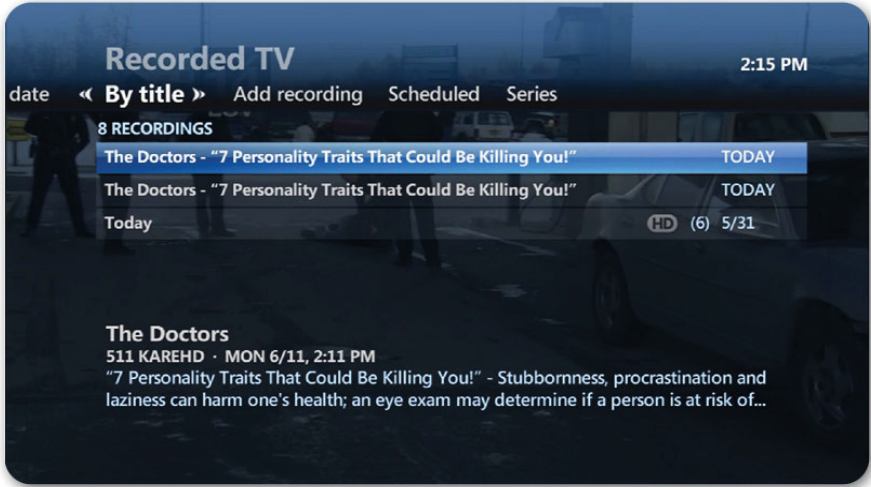 Recorded TV
2:15 PM
date « By title » Add recording Scheduled Series
8 RECORDINGS
The Doctors - “7 Personality Traits That Could Be Killing You!” TODAY
The Doctors - “7 Personality Traits That Could Be Killing You!” TODAY
Today HD (6) 5/31
The Doctors
511 KAREHD · MON 6/11, 2:11 PM
“7 Personality Traits That Could Be Killing You!” - Stubbornness, procrastination and
laziness can harm one's health; an eye exam may determine if a person is at risk of...